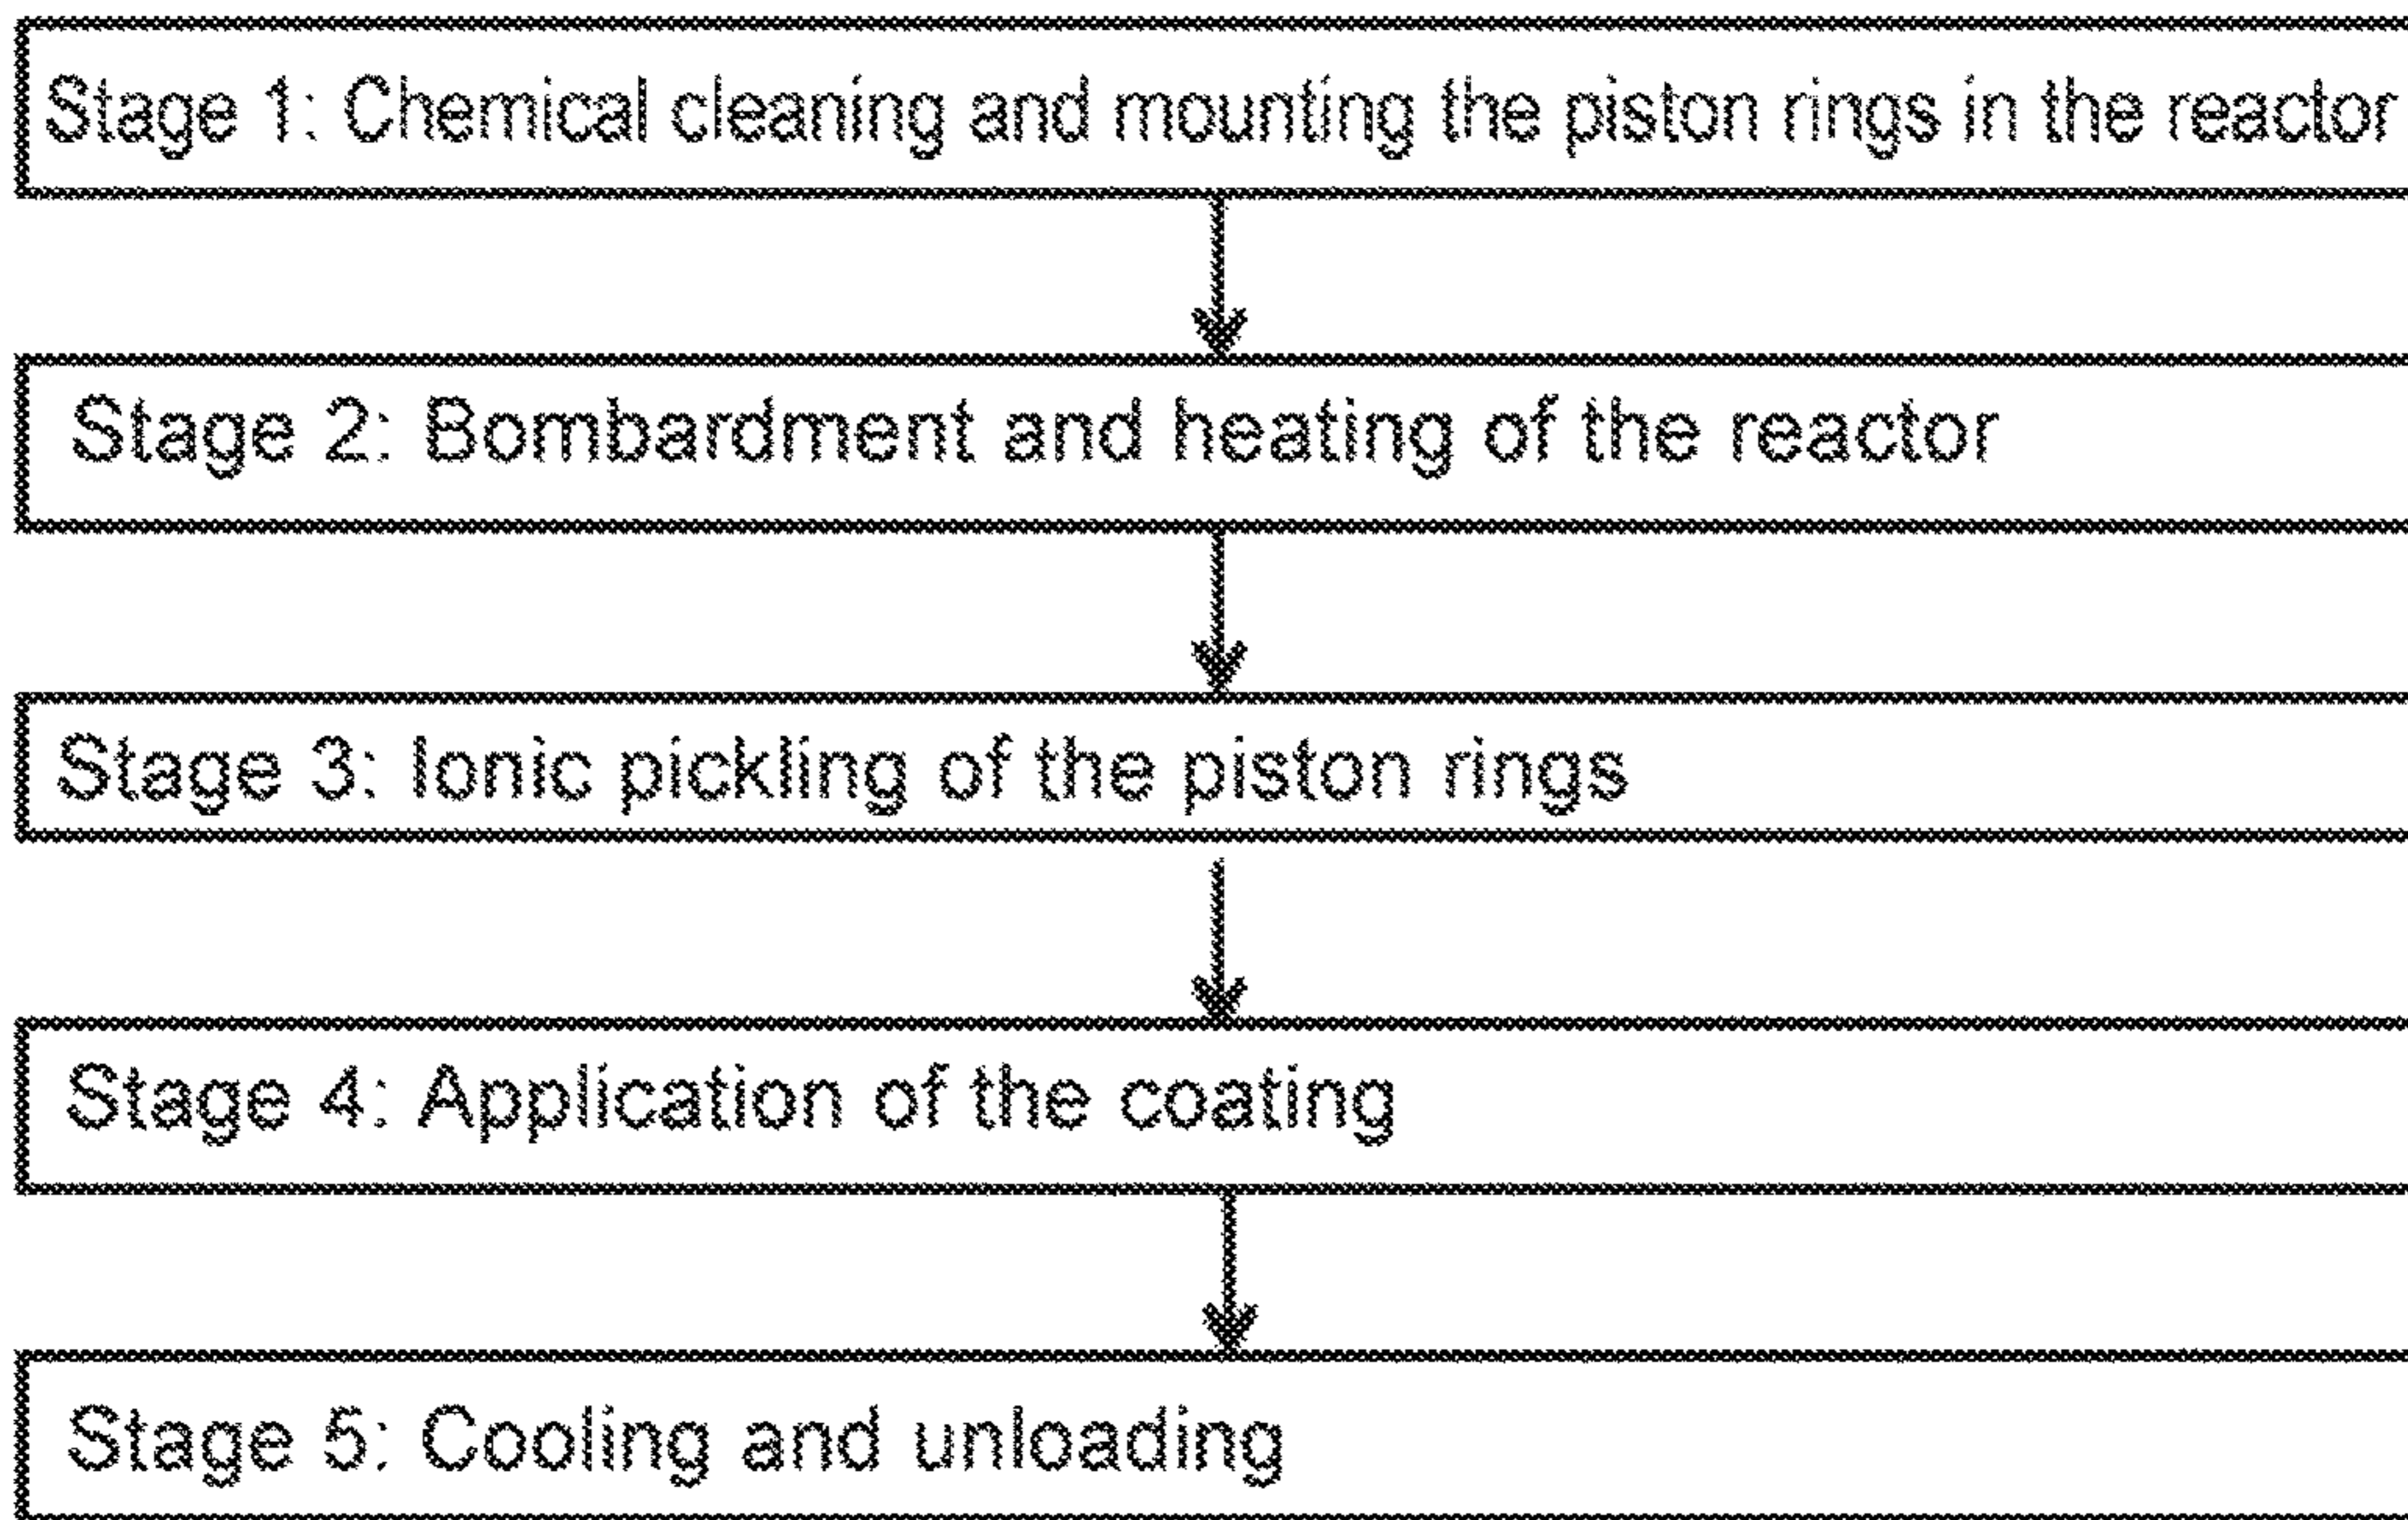 Stage 1: Chemical cleaning and mounting the piston rings in the reactor
Stage 2: Bombardment and heating of the reactor
Stage 3: Ionic pickling of the piston rings
Stage 4: Application of the coating
Stage 5: Cooling and unloading